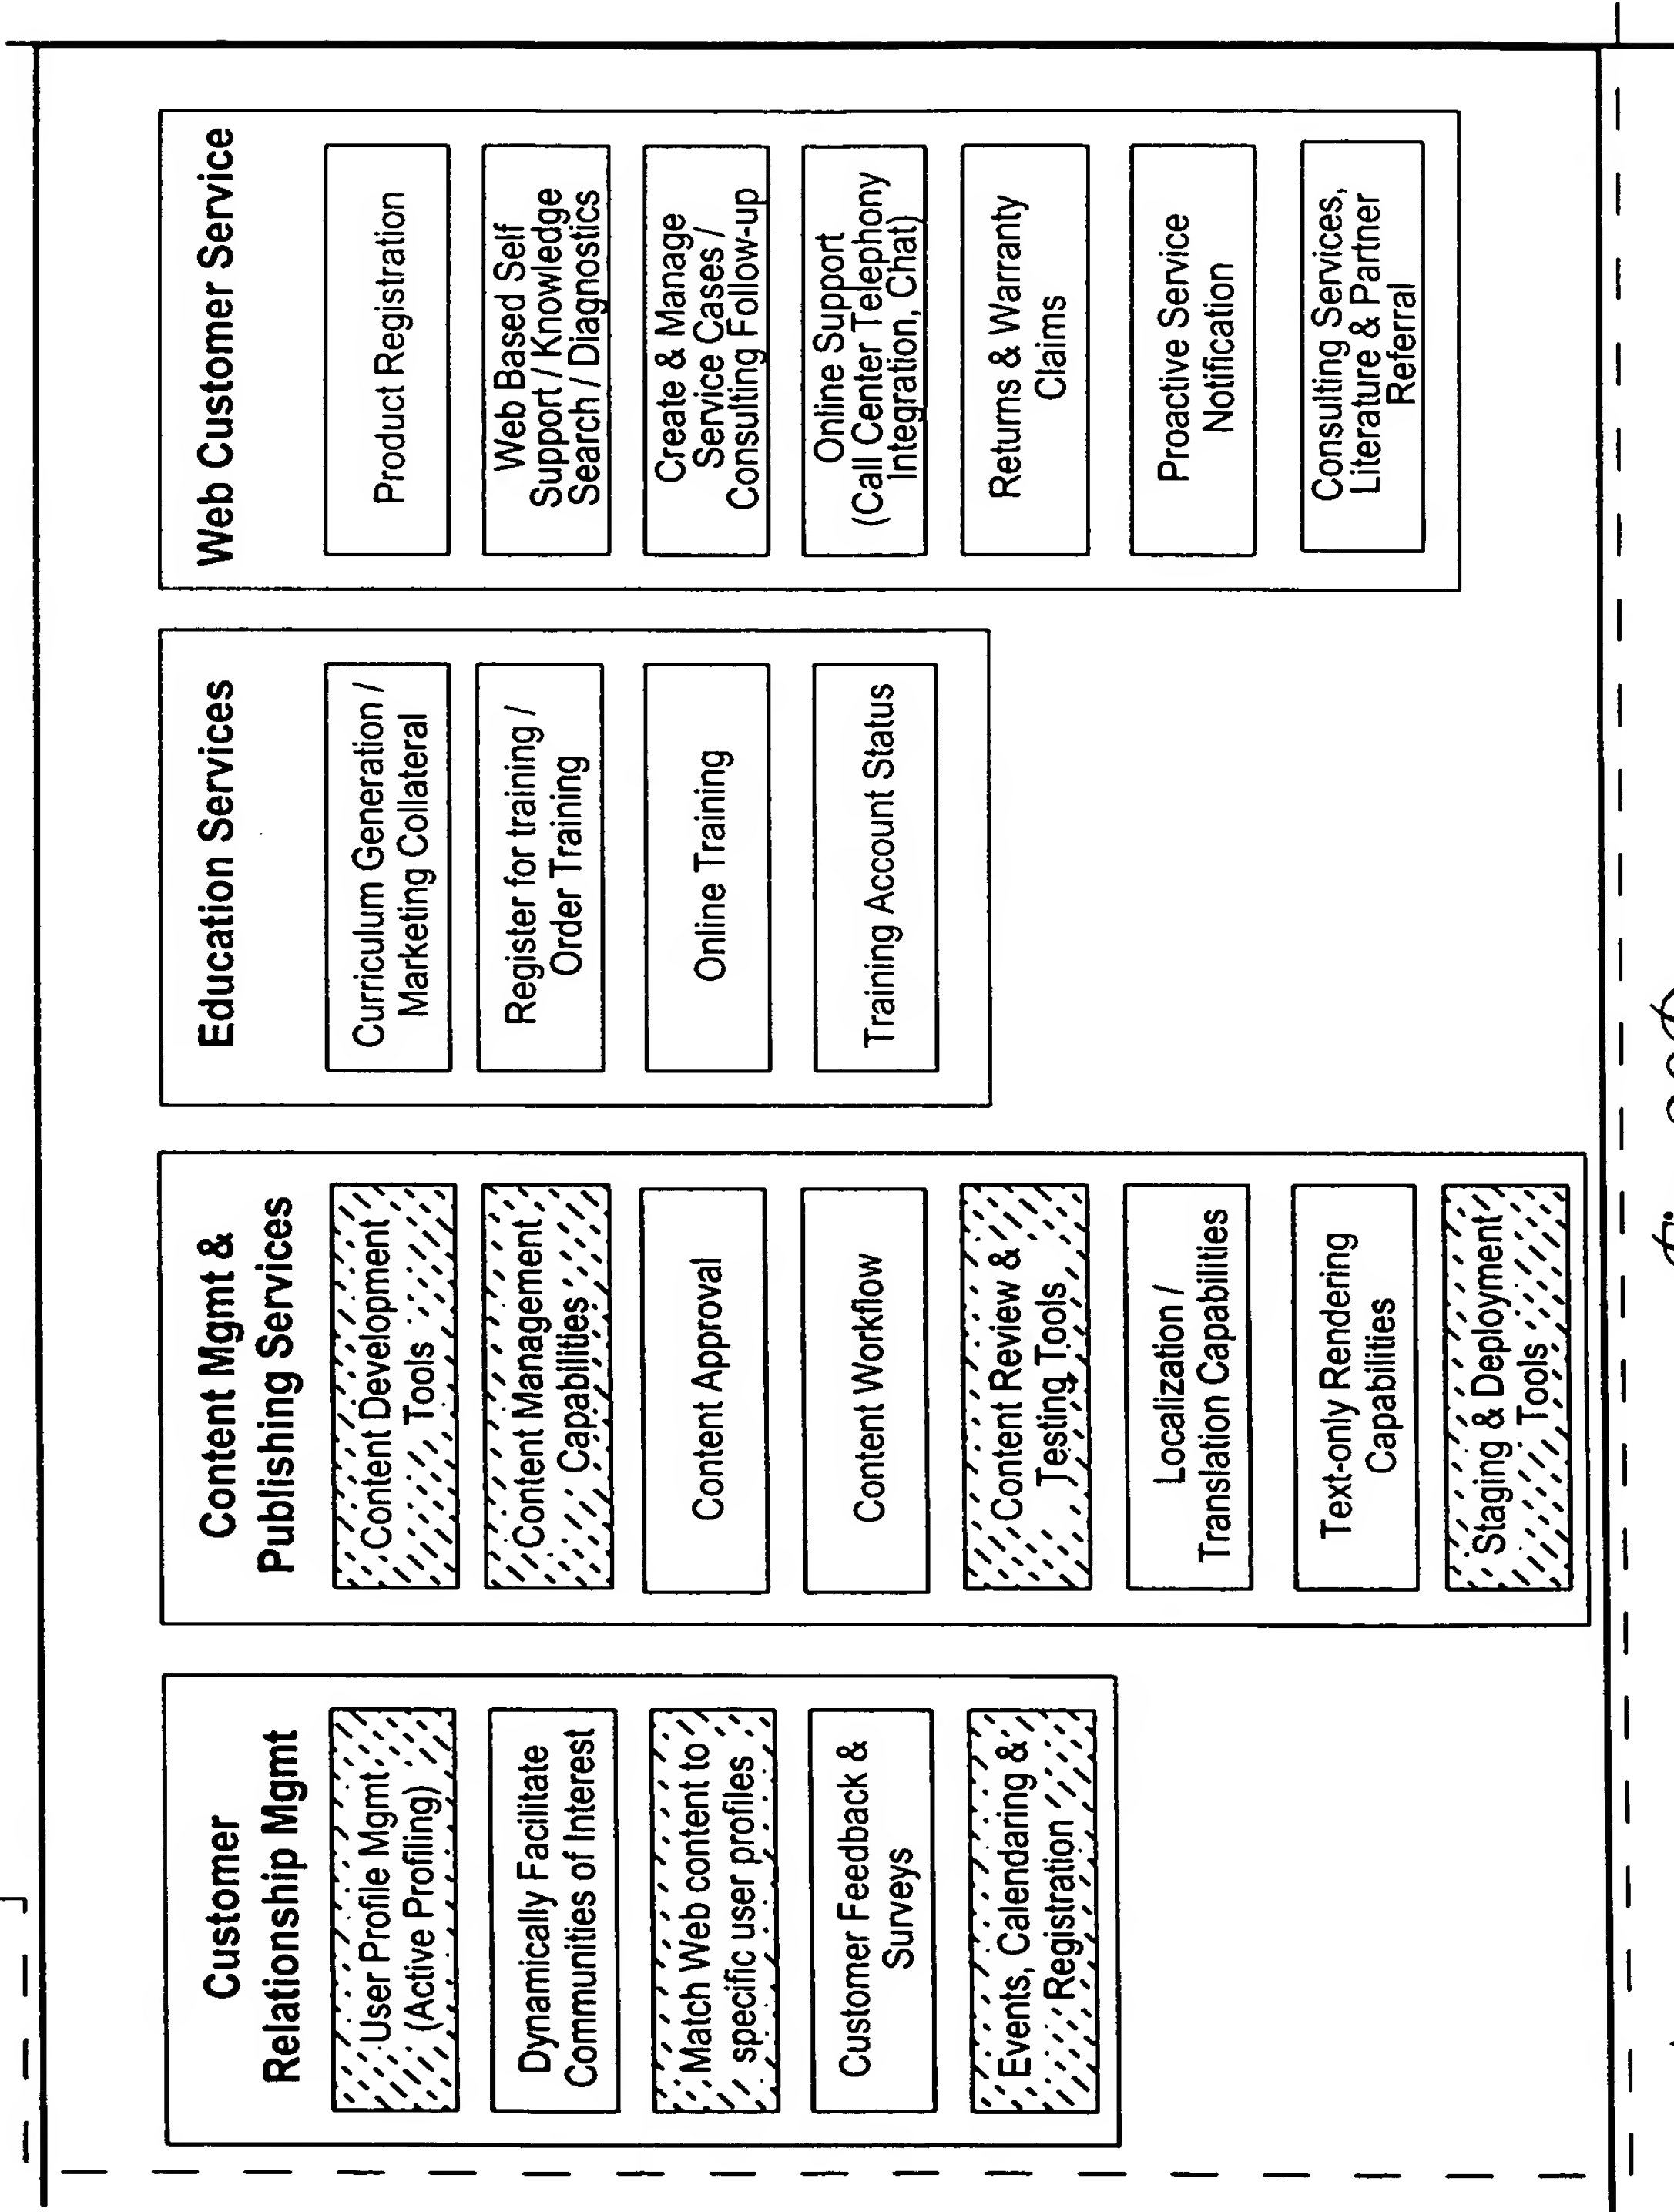 Customer
Relationship Mgmt
User Profile Mgmt
(Active Profiling)
Dynamically Facilitate
Communities of Interest
Match Web content to
specific user profiles
Customer Feedback &
Surveys
Events, Calendaring &
Registration
Content Mgmt &
Publishing Services
Content Development
Tools
Content Management
Capabilities
Content Approval
Content Workflow
Content Review &
Testing Tools
Localization /
Translation Capabilities
Text-only Rendering
Capabilities
Staging & Deployment
Tools
Education Services
Curriculum Generation /
Marketing Collateral
Register for training /
Order Training
Online Training
Training Account Status
Web Customer Service
Product Registration
Web Based Self
Support / Knowledge
Search / Diagnostics
Create & Manage
Service Cases /
Consulting Follow-up
Online Support
(Call Center Telephony
Integration, Chat)
Returns & Warranty
Claims
Proactive Service
Notification
Consulting Services,
Literature & Partner
Referral